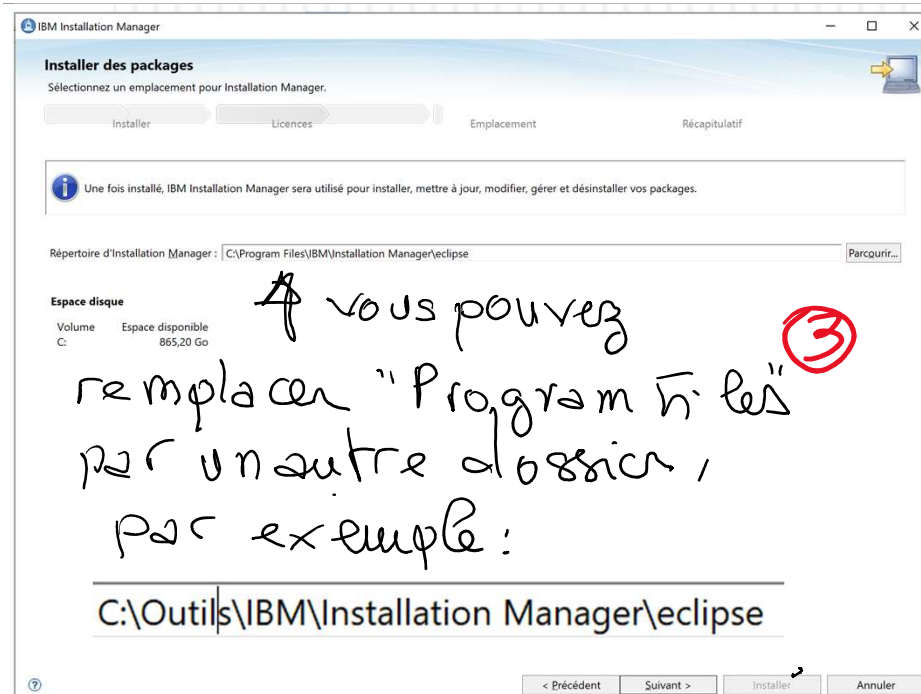 IBM Installation Manager
Installer des packages
Sélectionnez un emplacement pour Installation Manager.
Installer Licences Emplacement Récapitulatif
Une fois installé, IBM Installation Manager sera utilisé pour installer, mettre à jour, modifier, gérer et désinstaller vos packages.
Répertoire d'Installation Manager : C:\Program Files\IBM\Installation Manager\eclipse Parcourir...
Espace disque
Volume Espace disponible
C: 865,20 Go
vous pouvez
3
remplacer "Program Files"
par un autre dossier,
par exemple :
C:\Outils\IBM\Installation Manager\eclipse
? < Précédent Suivant > Installer Annuler